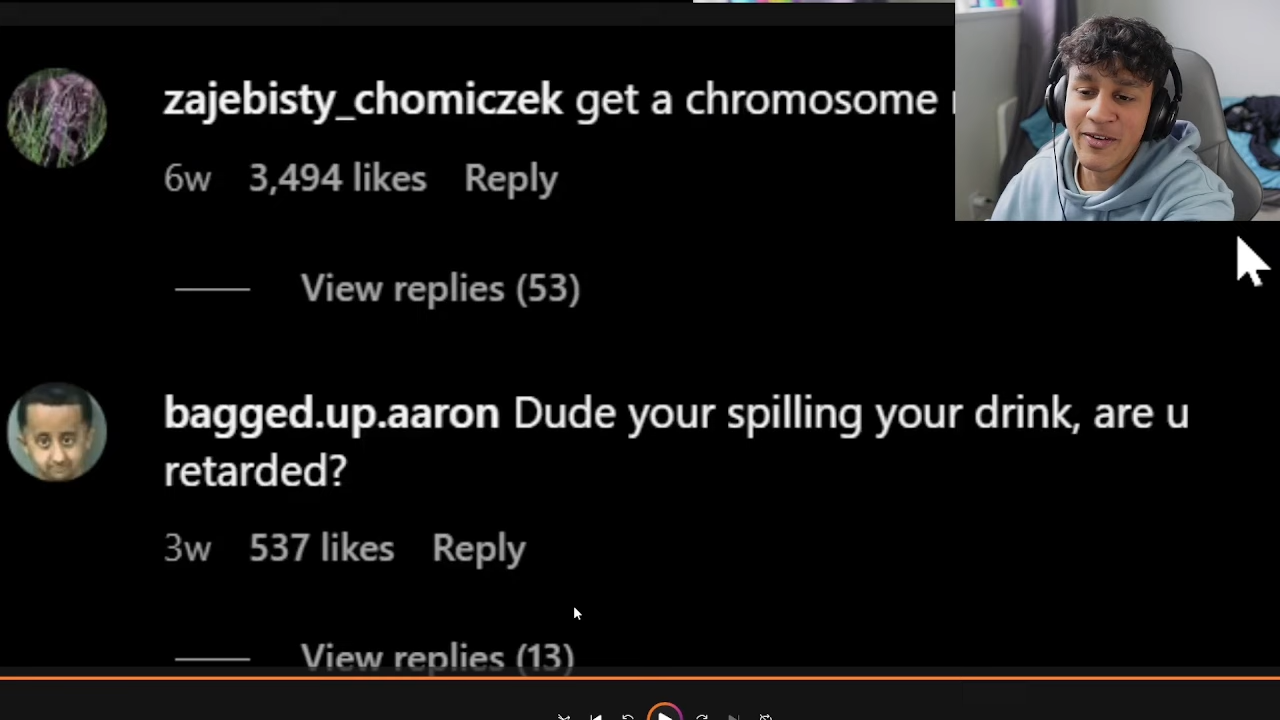 zajebisty_chomiczek get a chromosome
6w 3,494 likes Reply
View replies (53)
bagged.up.aaron Dude your spilling your drink, are u
retarded?
3w 537 likes Reply
View replies (13)